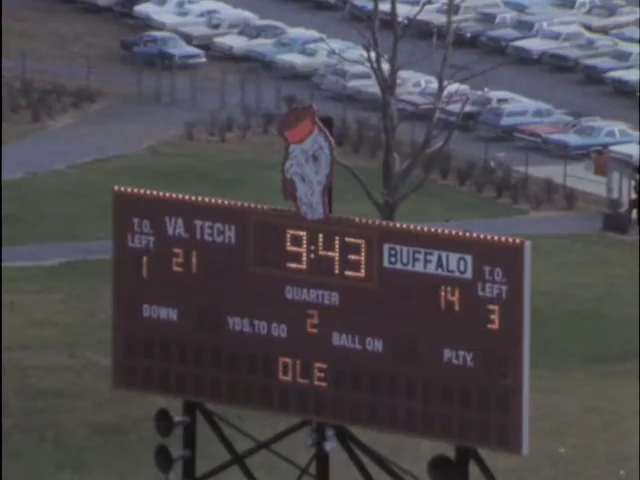 T.O. LEFT VA. TECH 9:43 BUFFALO T.O. LEFT
1 21 14 3
QUARTER
DOWN YDS. TO GO 2 BALL ON PLTY.
OLE